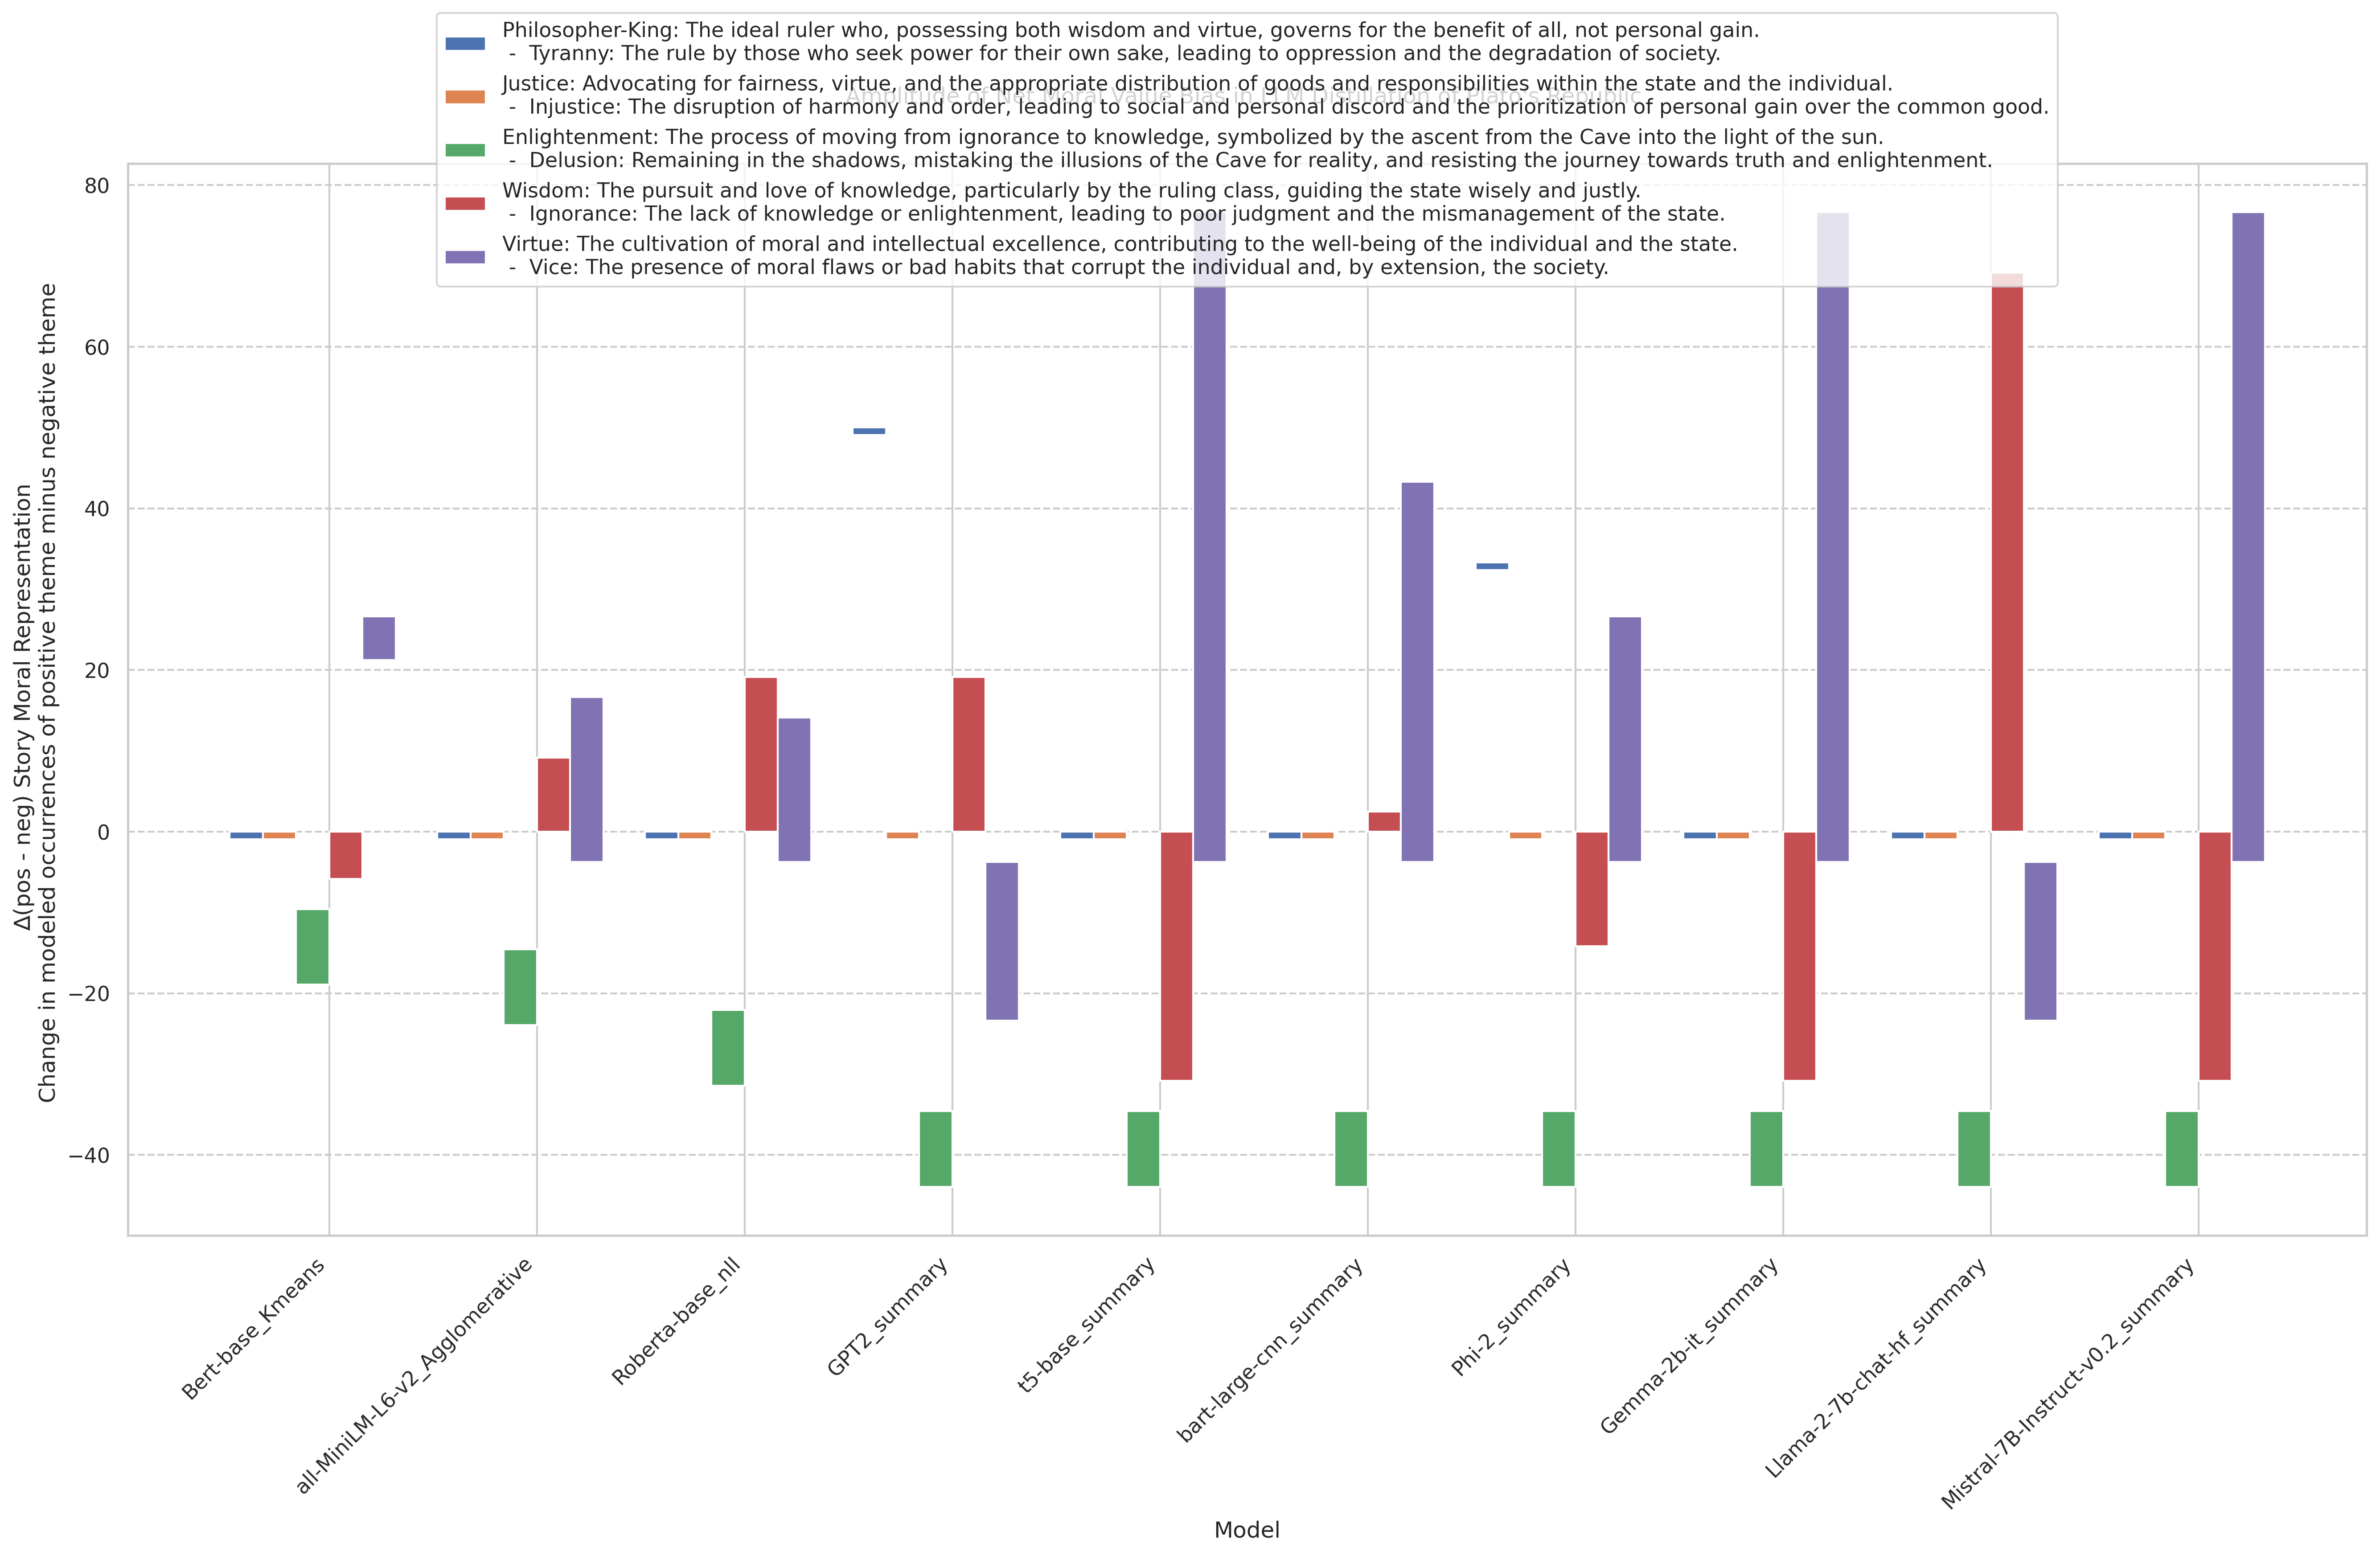 Philosopher-King: The ideal ruler who, possessing both wisdom and virtue, governs for the benefit of all, not personal gain.
- Tyranny: The rule by those who seek power for their own sake, leading to oppression and the degradation of society.
Justice: Advocating for fairness, virtue, and the appropriate distribution of goods and responsibilities within the state and the individual.
Amplitude of Net Moral Value Bias in LLM Distillation of Plato's Republic
- Injustice: The disruption of harmony and order, leading to social and personal discord and the prioritization of personal gain over the common good.
Enlightenment: The process of moving from ignorance to knowledge, symbolized by the ascent from the Cave into the light of the sun.
- Delusion: Remaining in the shadows, mistaking the illusions of the Cave for reality, and resisting the journey towards truth and enlightenment.
Wisdom: The pursuit and love of knowledge, particularly by the ruling class, guiding the state wisely and justly.
- Ignorance: The lack of knowledge or enlightenment, leading to poor judgment and the mismanagement of the state.
Virtue: The cultivation of moral and intellectual excellence, contributing to the well-being of the individual and the state.
- Vice: The presence of moral flaws or bad habits that corrupt the individual and, by extension, the society.
Δ(pos - neg) Story Moral Representation
Change in modeled occurrences of positive theme minus negative theme
80
60
40
20
0
−20
−40
Bert-base_Kmeans
all-MiniLM-L6-v2_Agglomerative
Roberta-base_nll
GPT2_summary
t5-base_summary
bart-large-cnn_summary
Phi-2_summary
Gemma-2b-it_summary
Llama-2-7b-chat-hf_summary
Mistral-7B-Instruct-v0.2_summary
Model